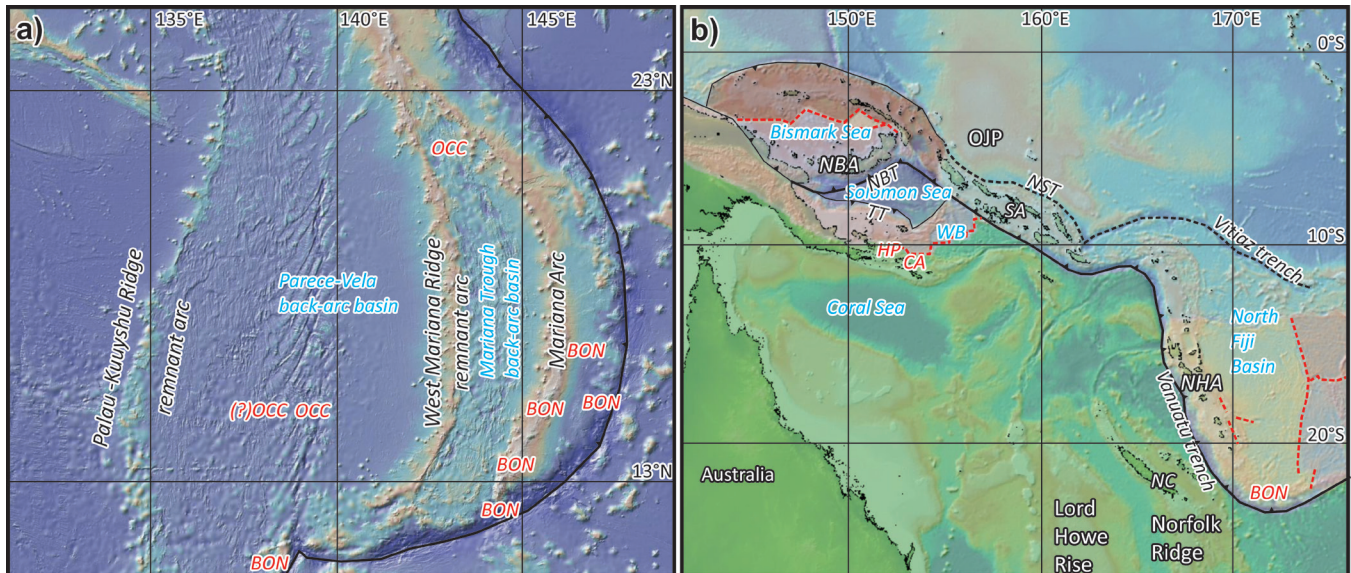 a)
135°E
140°E
145°E
23°N
OCC
Palau -Kuuyshu Ridge
remnant arc
Parece-Vela
back-arc basin
West Mariana Ridge
remnant arc
Mariana Trough
back-arc basin
Mariana Arc
BON
(?)OCC OCC
BON
BON
BON
13°N
BON
BON
b)
150°E
160°E
170°E
0°S
Bismark Sea
OJP
NBA
NBT
NST
Solomon Sea
TT
SA
WB
Vitiaz trench
HP
CA
10°S
Coral Sea
North
Fiji
Basin
NHA
Vanuatu trench
20°S
Australia
NC
BON
Lord
Howe
Rise
Norfolk
Ridge